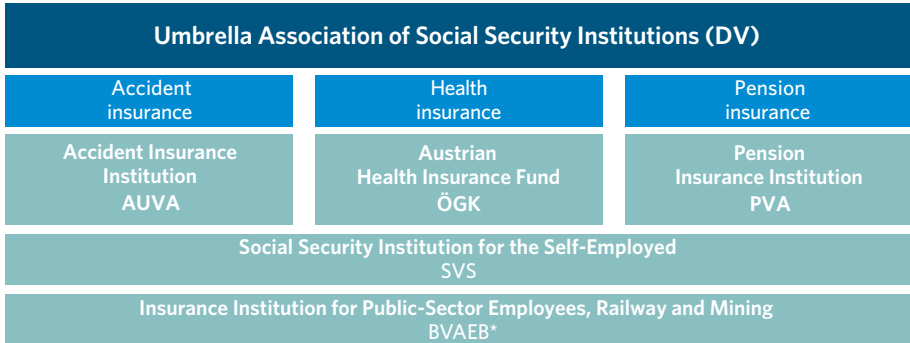 Umbrella Association of Social Security Institutions (DV)
Accident
insurance
Health
insurance
Pension
insurance
Accident Insurance
Institution
AUVA
Austrian
Health Insurance Fund
ÖGK
Pension
Insurance Institution
PVA
Social Security Institution for the Self-Employed
SVS
Insurance Institution for Public-Sector Employees, Railway and Mining
BVAEB*